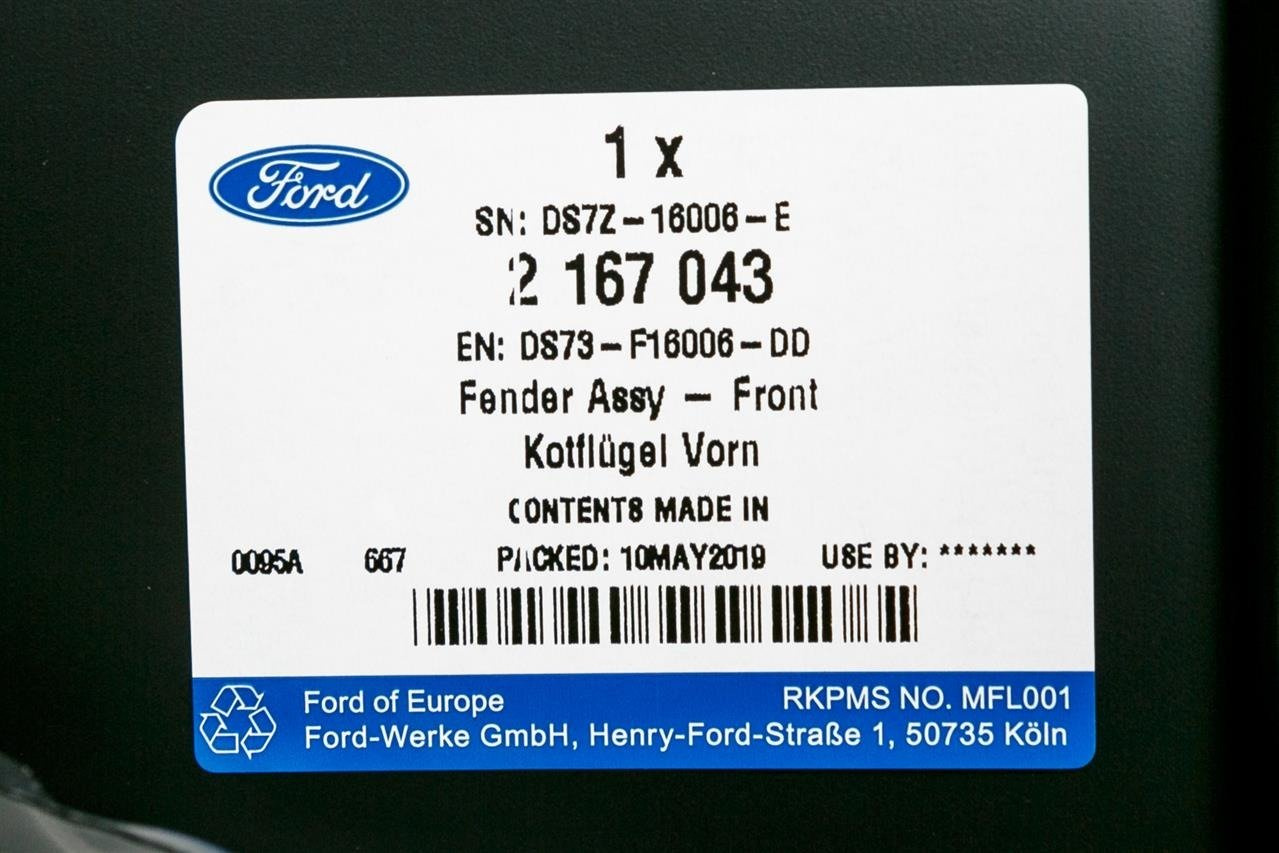 Ford
1 x
SN: DS7Z-16006-E
2 167 043
EN: DS73-F16006-DD
Fender Assy - Front
Kotflügel Vorn
CONTENTS MADE IN
0095A 667 PACKED: 10MAY2019 USE BY: *******
Ford of Europe RKPMS NO. MFL001
Ford-Werke GmbH, Henry-Ford-Straße 1, 50735 Köln